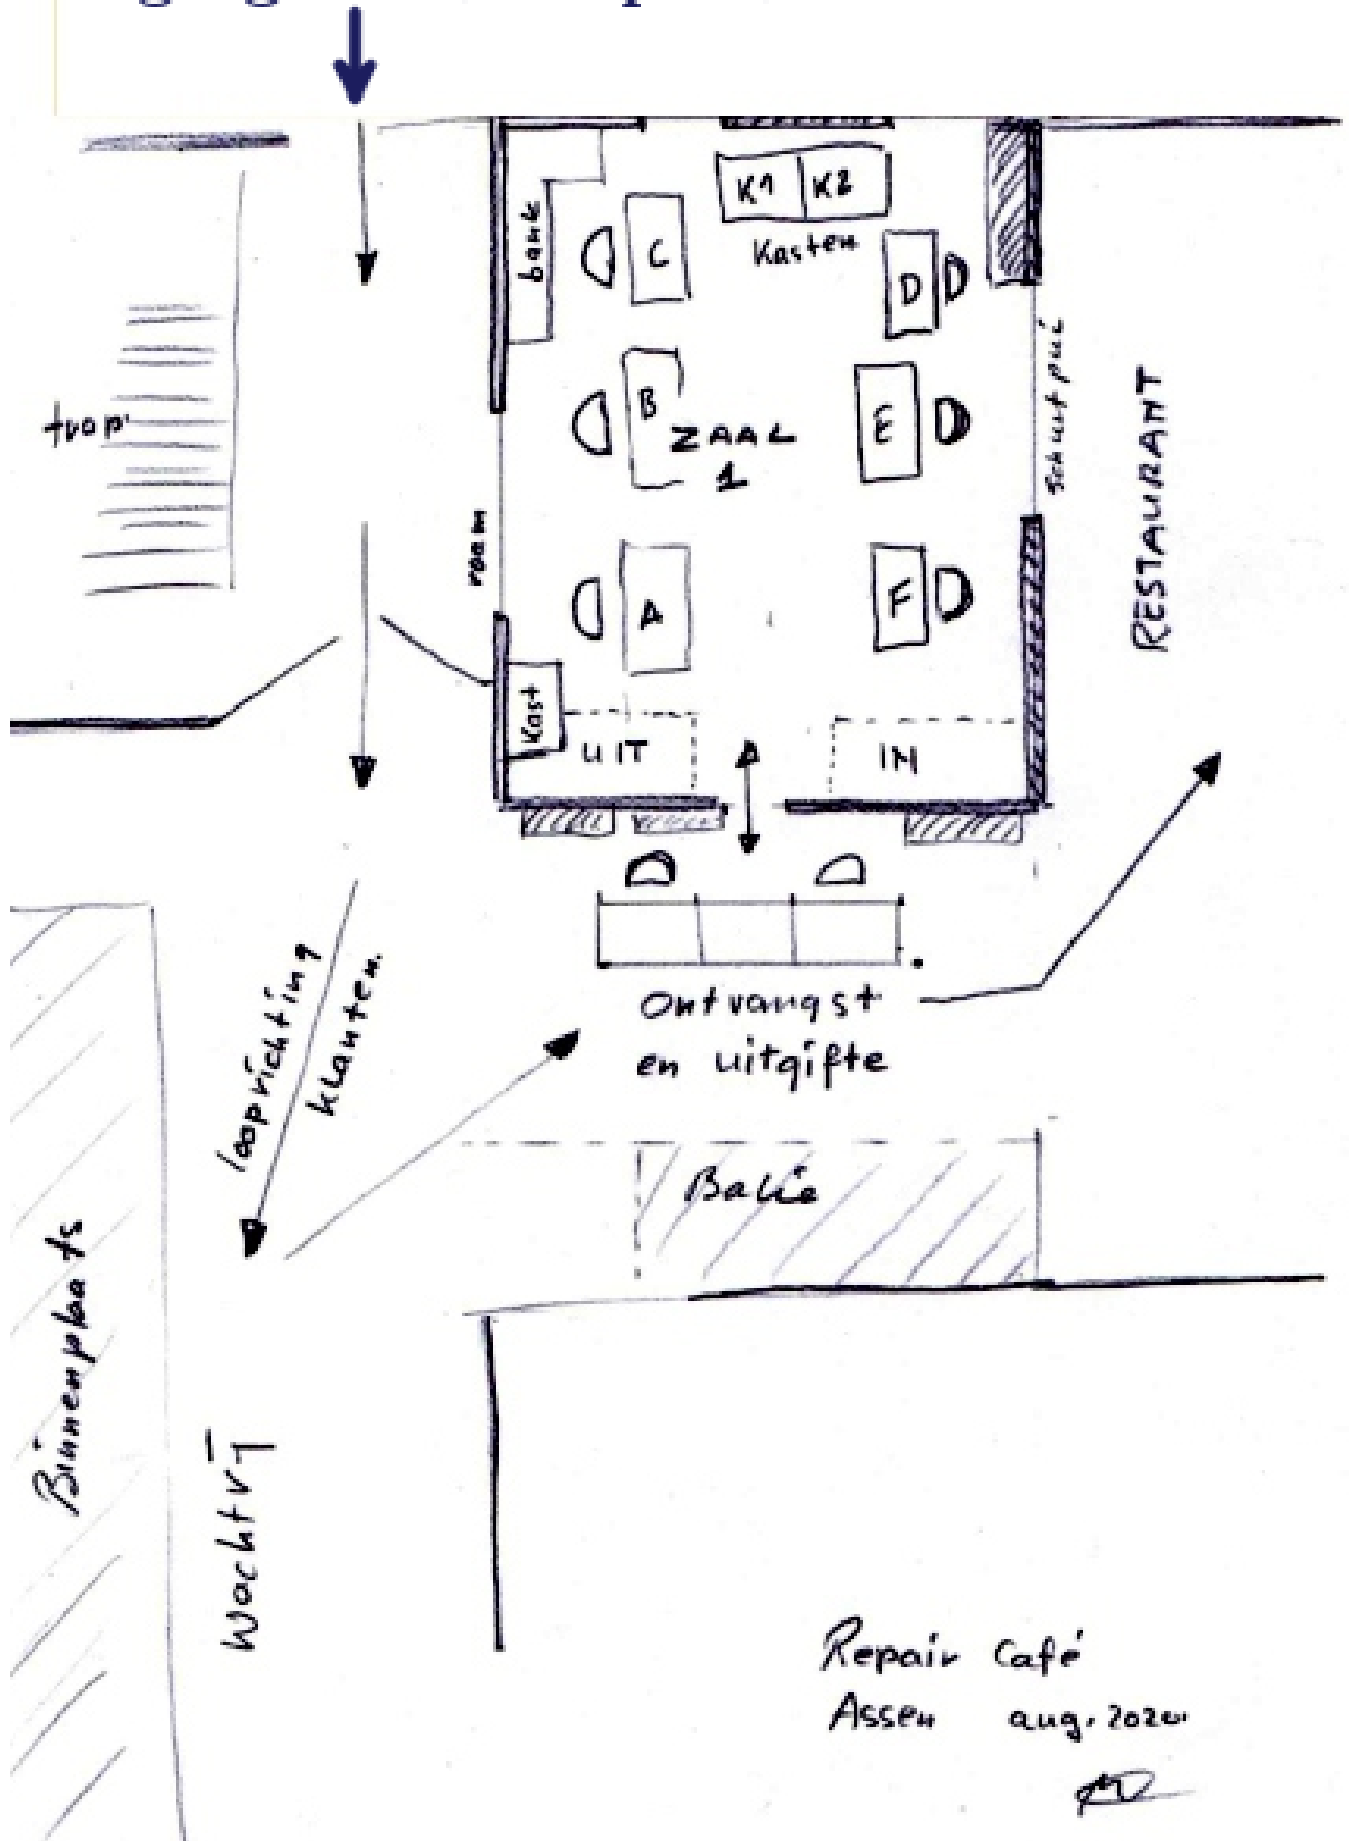 K1 K2
Kasten
bank
C
D
trap
B
ZAAL
1
E
Schuifpui
RESTAURANT
raam
A
F
Kast
UIT
IN
looprichting
klanten.
Ontvangst
en uitgifte
Balie
Binnenplaats
Wachtrij
Repair Café
Assen aug. 2020.